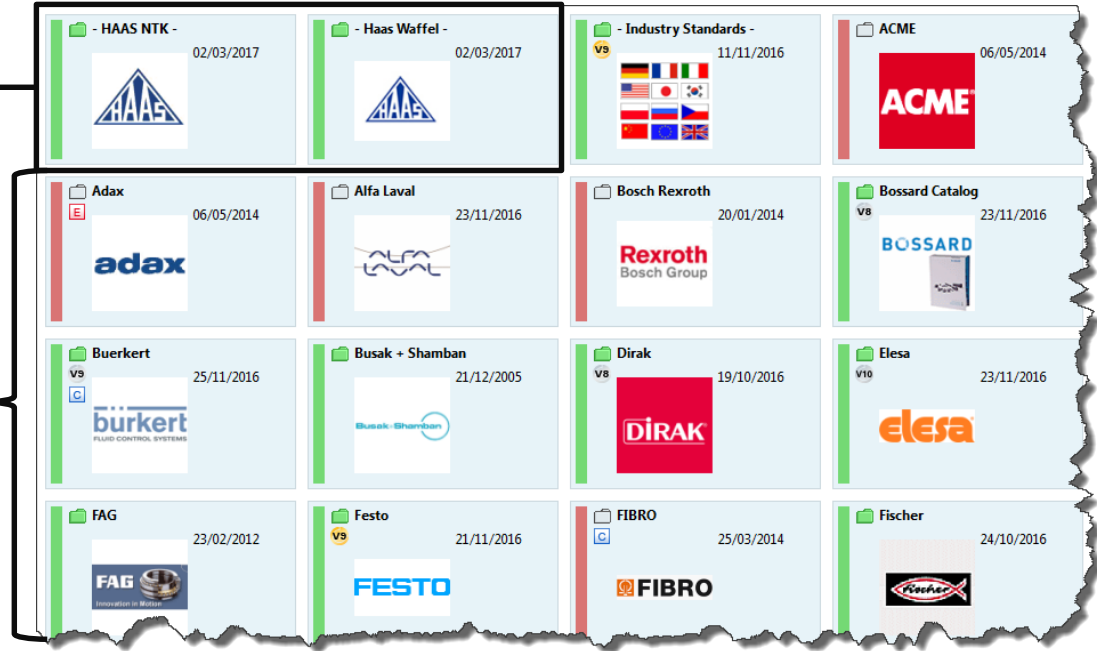 - HAAS NTK -
02/03/2017
HAAS
- Haas Waffel -
02/03/2017
HAAS
- Industry Standards -
V9
11/11/2016
ACME
06/05/2014
ACME®
Adax
E
06/05/2014
adax
Alfa Laval
23/11/2016
ALFA
LAVAL
Bosch Rexroth
20/01/2014
Rexroth
Bosch Group
Bossard Catalog
V8
23/11/2016
BOSSARD
Buerkert
V9
25/11/2016
C
bürkert
FLUID CONTROL SYSTEMS
Busak + Shamban
21/12/2005
Busak+Shamban
Dirak
V8
19/10/2016
DIRAK
Elesa
V10
23/11/2016
elesa
FAG
23/02/2012
FAG
Innovation in Motion
Festo
V9
21/11/2016
FESTO
FIBRO
C
25/03/2014
FIBRO
Fischer
24/10/2016
Fischer